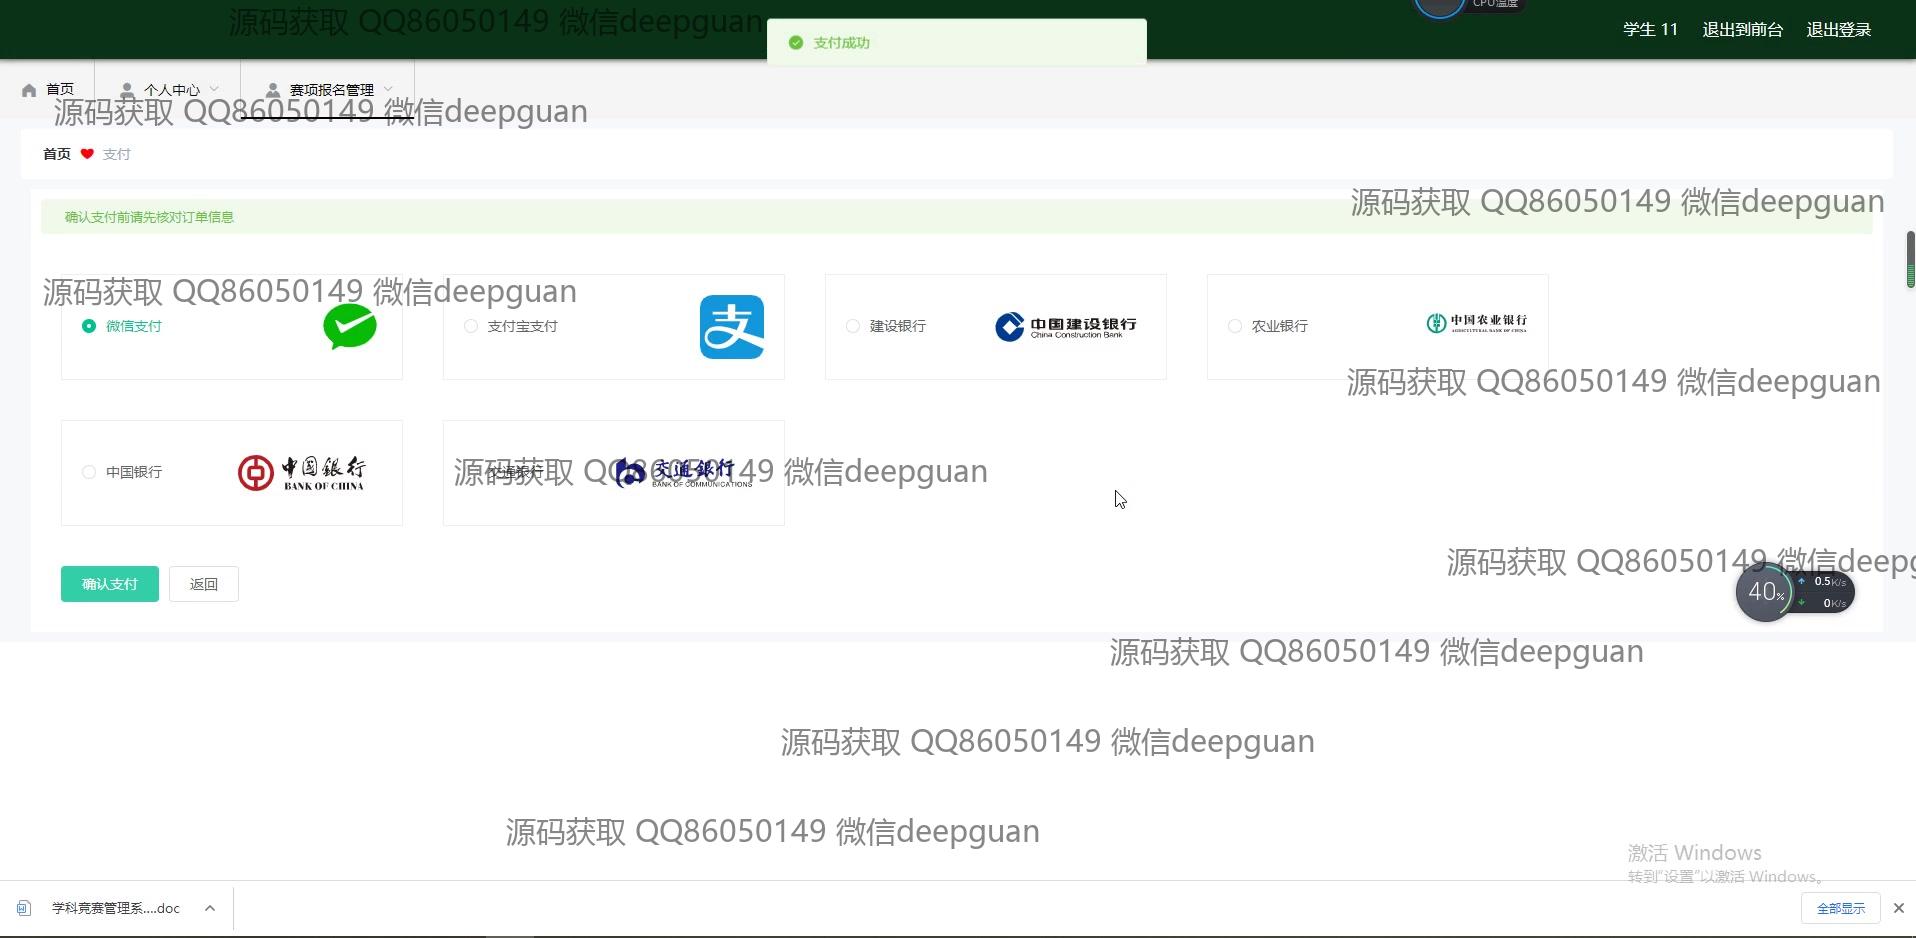 源码获取 QQ86050149 微信deepguan
支付成功
CPU温度
学生 11 退出到前台 退出登录
首页 个人中心 赛项报名管理
源码获取 QQ86050149 微信deepguan
首页 支付
源码获取 QQ86050149 微信deepguan
确认支付前请先核对订单信息
源码获取 QQ86050149 微信deepguan
微信支付
支付宝支付
支
建设银行
中国建设银行
China Construction Bank
农业银行
中国农业银行
AGRICULTURAL BANK OF CHINA
源码获取 QQ86050149 微信deepguan
中国银行
中国銀行
BANK OF CHINA
交通银行
交通銀行
BANK OF COMMUNICATIONS
源码获取 QQ86050149 微信deepguan
确认支付 返回
源码获取 QQ86050149 微信deepg
40%
0.5K/s
0K/s
源码获取 QQ86050149 微信deepguan
源码获取 QQ86050149 微信deepguan
源码获取 QQ86050149 微信deepguan
激活 Windows
转到“设置”以激活 Windows。
学科竞赛管理系....doc
全部显示